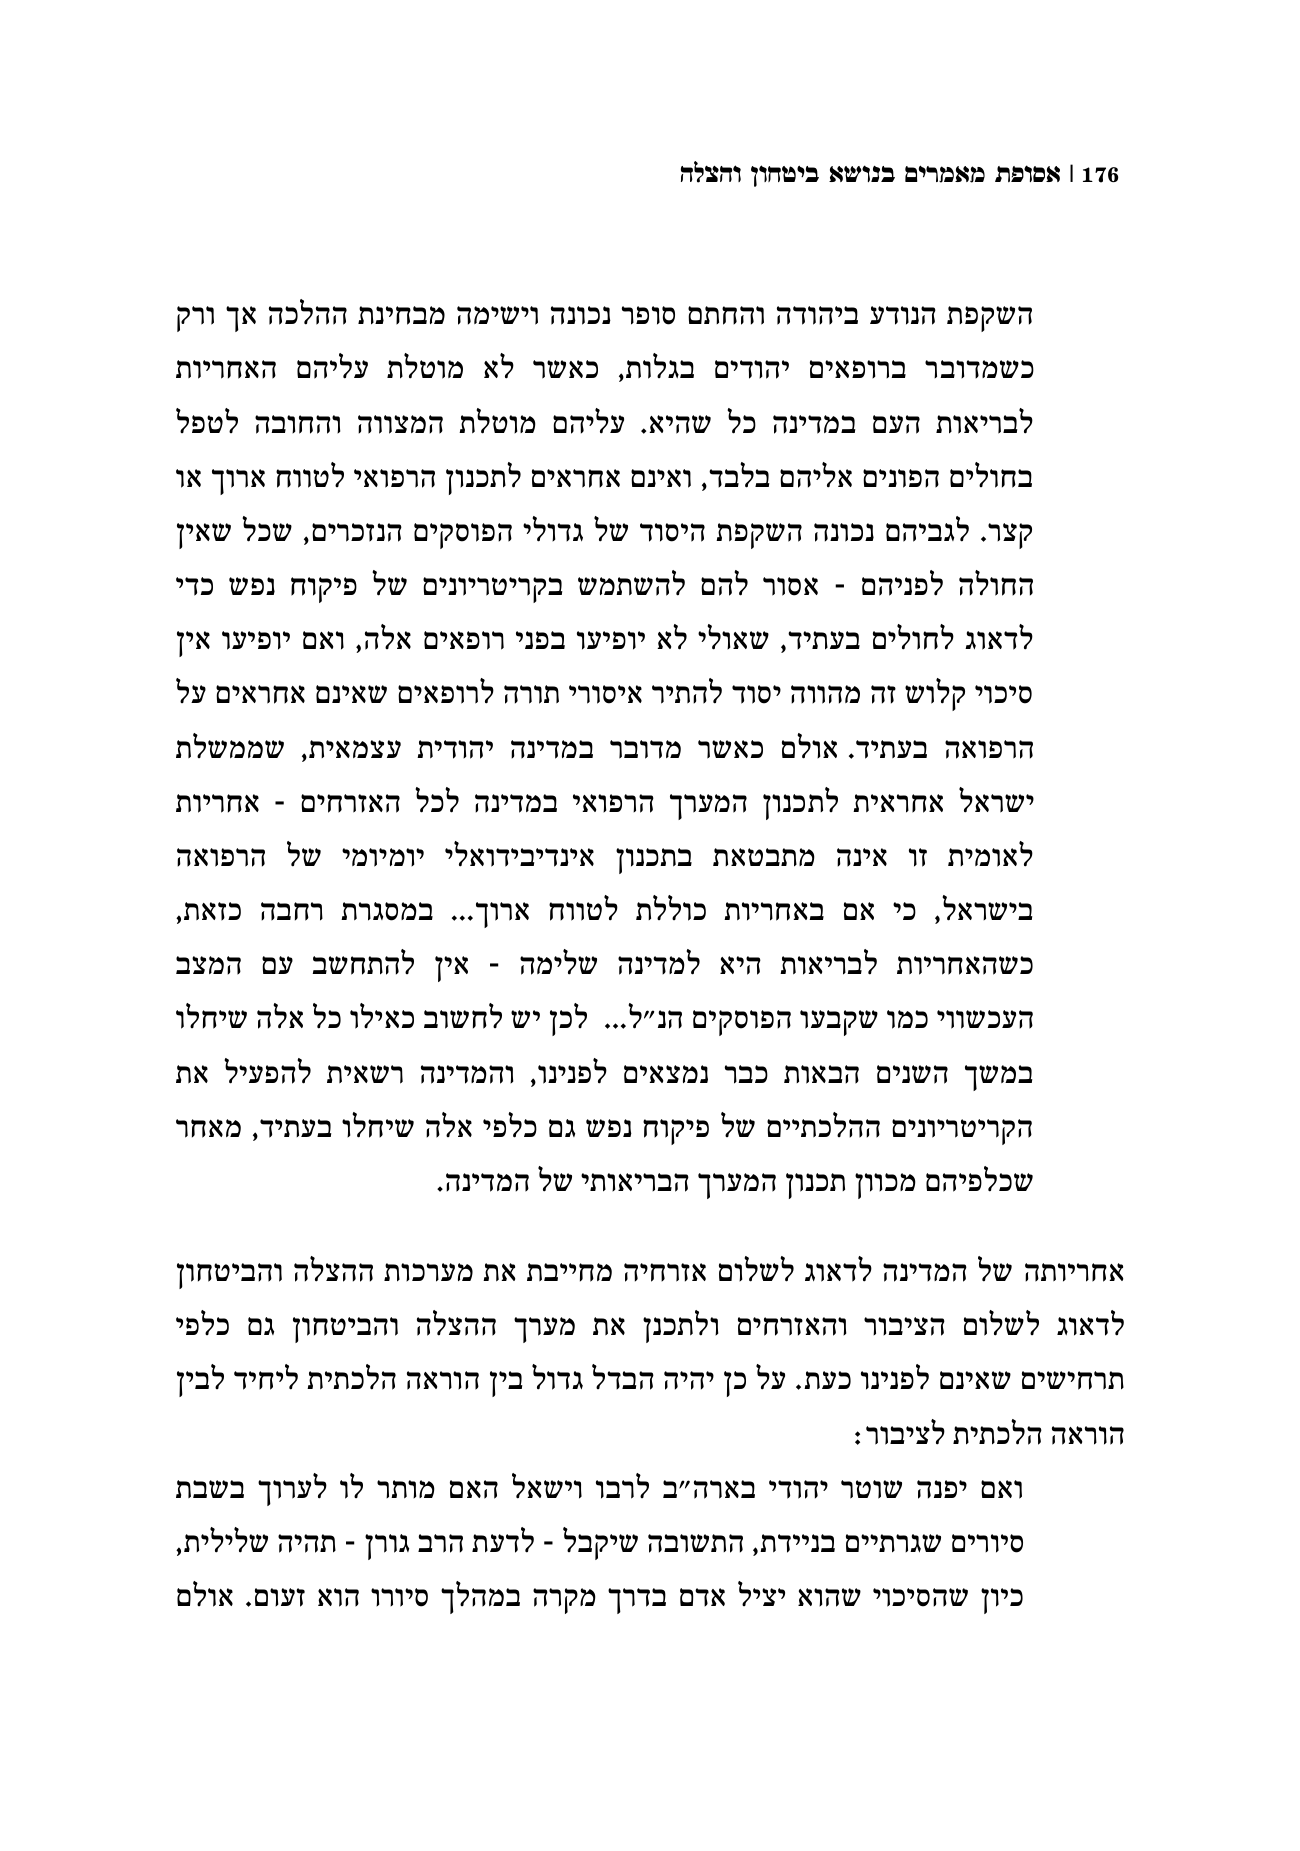 176 | אסופת מאמרים בנושא ביטחון והצלה
השקפת הנודע ביהודה והחתם סופר נכונה וישימה מבחינת ההלכה אך ורק
כשמדובר ברופאים יהודים בגלות, כאשר לא מוטלת עליהם האחריות
לבריאות העם במדינה כל שהיא. עליהם מוטלת המצווה והחובה לטפל
בחולים הפונים אליהם בלבד, ואינם אחראים לתכנון הרפואי לטווח ארוך או
קצר. לגביהם נכונה השקפת היסוד של גדולי הפוסקים הנזכרים, שכל שאין
החולה לפניהם - אסור להם להשתמש בקריטריונים של פיקוח נפש כדי
לדאוג לחולים בעתיד, שאולי לא יופיעו בפני רופאים אלה, ואם יופיעו אין
סיכוי קלוש זה מהווה יסוד להתיר איסורי תורה לרופאים שאינם אחראים על
הרפואה בעתיד. אולם כאשר מדובר במדינה יהודית עצמאית, שממשלת
ישראל אחראית לתכנון המערך הרפואי במדינה לכל האזרחים - אחריות
לאומית זו אינה מתבטאת בתכנון אינדיבידואלי יומיומי של הרפואה
בישראל, כי אם באחריות כוללת לטווח ארוך... במסגרת רחבה כזאת,
כשהאחריות לבריאות היא למדינה שלימה - אין להתחשב עם המצב
העכשווי כמו שקבעו הפוסקים הנ״ל... לכן יש לחשוב כאילו כל אלה שיחלו
במשך השנים הבאות כבר נמצאים לפנינו, והמדינה רשאית להפעיל את
הקריטריונים ההלכתיים של פיקוח נפש גם כלפי אלה שיחלו בעתיד, מאחר
שכלפיהם מכוון תכנון המערך הבריאותי של המדינה.
אחריותה של המדינה לדאוג לשלום אזרחיה מחייבת את מערכות ההצלה והביטחון
לדאוג לשלום הציבור והאזרחים ולתכנן את מערך ההצלה והביטחון גם כלפי
תרחישים שאינם לפנינו כעת. על כן יהיה הבדל גדול בין הוראה הלכתית ליחיד לבין
הוראה הלכתית לציבור:
ואם יפנה שוטר יהודי בארה״ב לרבו וישאל האם מותר לו לערוך בשבת
סיורים שגרתיים בניידת, התשובה שיקבל - לדעת הרב גורן - תהיה שלילית,
כיון שהסיכוי שהוא יציל אדם בדרך מקרה במהלך סיורו הוא זעום. אולם